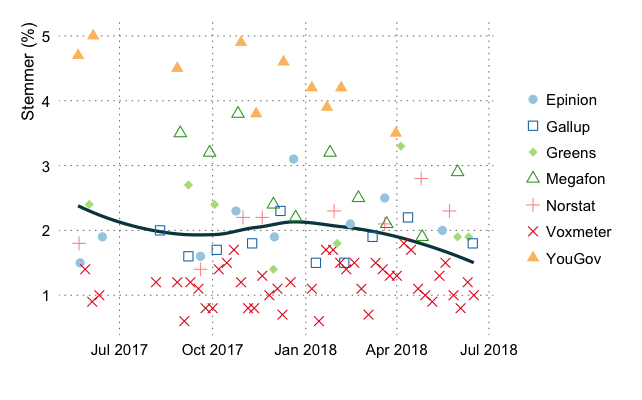 Stemmer (%)
5
4
3
2
1
Jul 2017
Oct 2017
Jan 2018
Apr 2018
Jul 2018
Epinion
Gallup
Greens
Megafon
Norstat
Voxmeter
YouGov